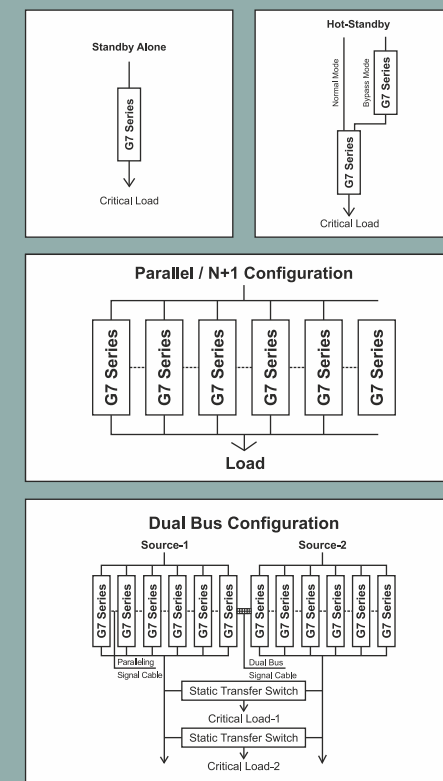 Standby Alone
G7 Series
Critical Load
Hot-Standby
Normal Mode
Bypass Mode
G7 Series
G7 Series
Critical Load
Parallel / N+1 Configuration
G7 Series
G7 Series
G7 Series
G7 Series
G7 Series
G7 Series
Load
Dual Bus Configuration
Source-1
Source-2
G7 Series
G7 Series
G7 Series
G7 Series
G7 Series
G7 Series
G7 Series
G7 Series
G7 Series
G7 Series
G7 Series
G7 Series
Paralleling
Signal Cable
Dual Bus
Signal Cable
Static Transfer Switch
Critical Load-1
Static Transfer Switch
Critical Load-2